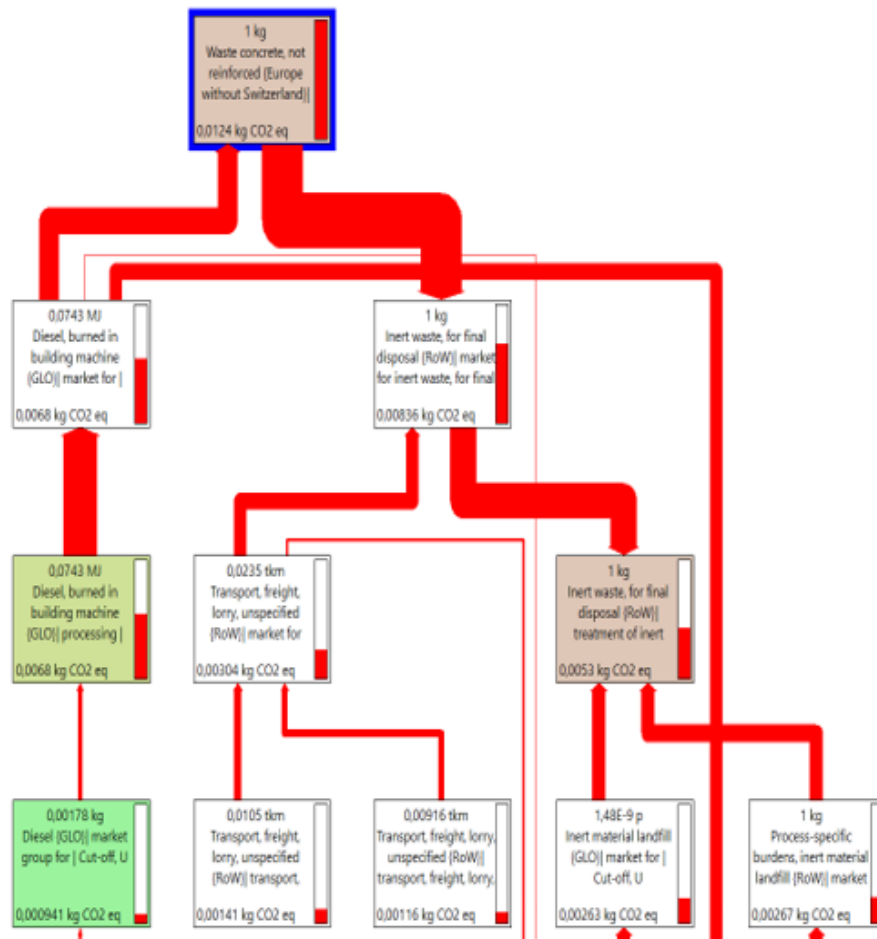 1 kg
Waste concrete, not
reinforced {Europe
without Switzerland}|
0,0124 kg CO2 eq
0,0743 MJ
Diesel, burned in
building machine
{GLO}| market for |
0,0068 kg CO2 eq
1 kg
Inert waste, for final
disposal {RoW}| market
for inert waste, for final
0,00836 kg CO2 eq
0,0743 MJ
Diesel, burned in
building machine
{GLO}| processing |
0,0068 kg CO2 eq
0,0235 tkm
Transport, freight,
lorry, unspecified
{RoW}| market for
0,00304 kg CO2 eq
1 kg
Inert waste, for final
disposal {RoW}|
treatment of inert
0,0053 kg CO2 eq
0,00178 kg
Diesel {GLO}| market
group for | Cut-off, U
0,000941 kg CO2 eq
0,0105 tkm
Transport, freight,
lorry, unspecified
{RoW}| transport,
0,00141 kg CO2 eq
0,00916 tkm
Transport, freight, lorry,
unspecified {RoW}|
transport, freight, lorry,
0,00116 kg CO2 eq
1,48E-9 p
Inert material landfill
{GLO}| market for |
Cut-off, U
0,00263 kg CO2 eq
1 kg
Process-specific
burdens, inert material
landfill {RoW}| market
0,00267 kg CO2 eq